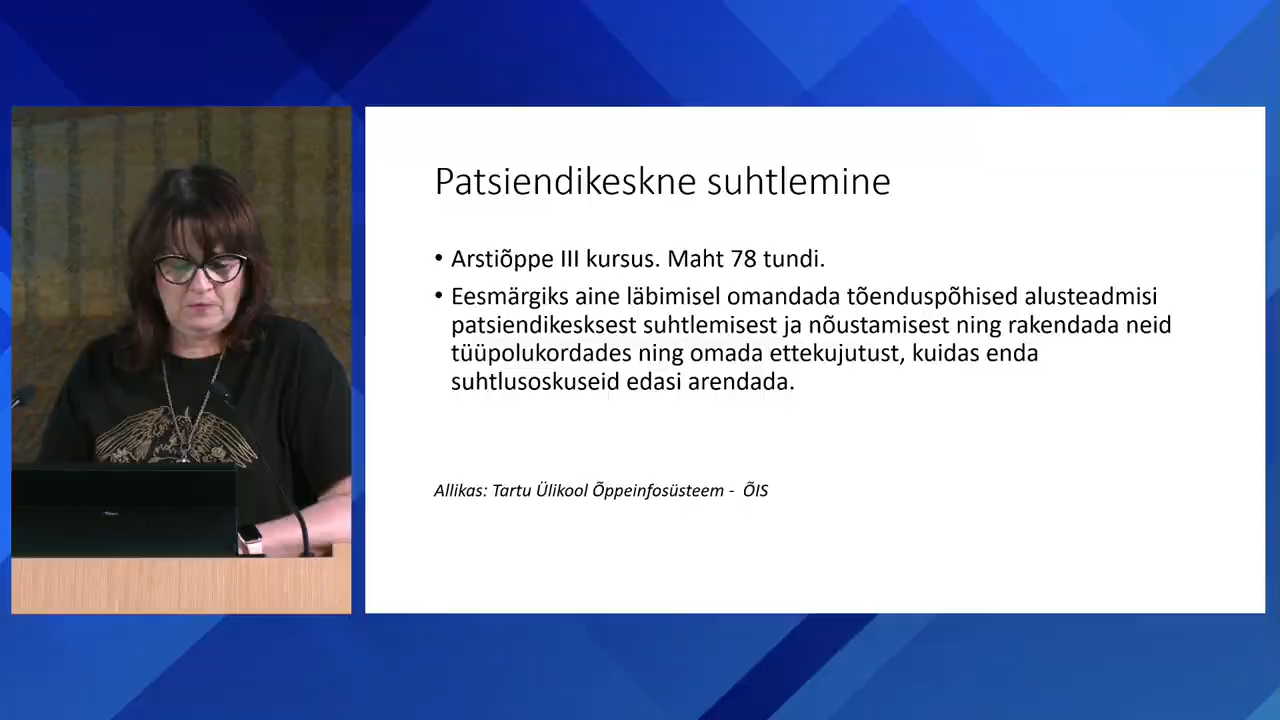 Patsiendikeskne suhtlemine
• Arstiõppe III kursus. Maht 78 tundi.
• Eesmärgiks aine läbimisel omandada tõenduspõhised alusteadmisi
patsiendikesksest suhtlemisest ja nõustamisest ning rakendada neid
tüüpolukordades ning omada ettekujutust, kuidas enda
suhtlusoskuseid edasi arendada.
Allikas: Tartu Ülikool Õppeinfosüsteem - ÕIS